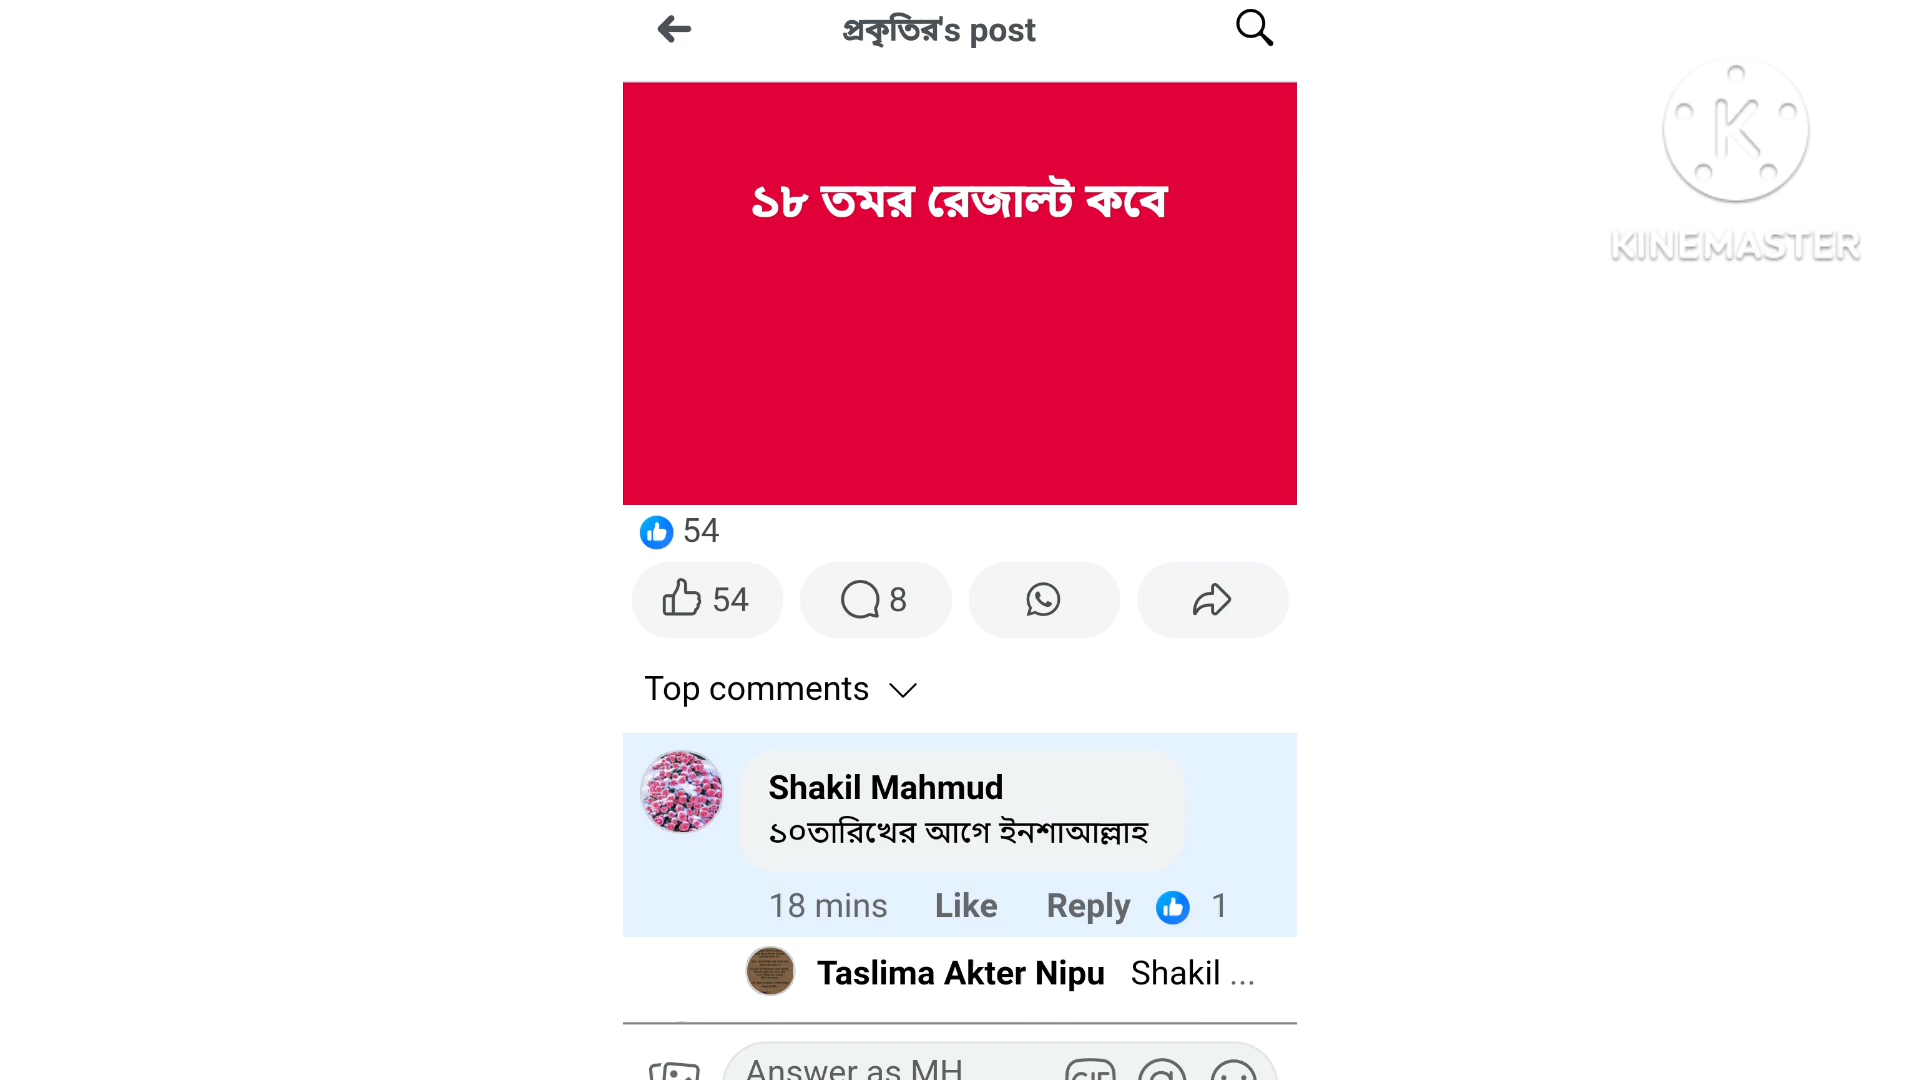 প্রকৃতির's post
K
KINEMASTER
১৮ তমর রেজাল্ট কবে
54
54 8
Top comments
Shakil Mahmud
১০তারিখের আগে ইনশাআল্লাহ
18 mins Like Reply 1
Taslima Akter Nipu Shakil ...
Answer as MH GIF